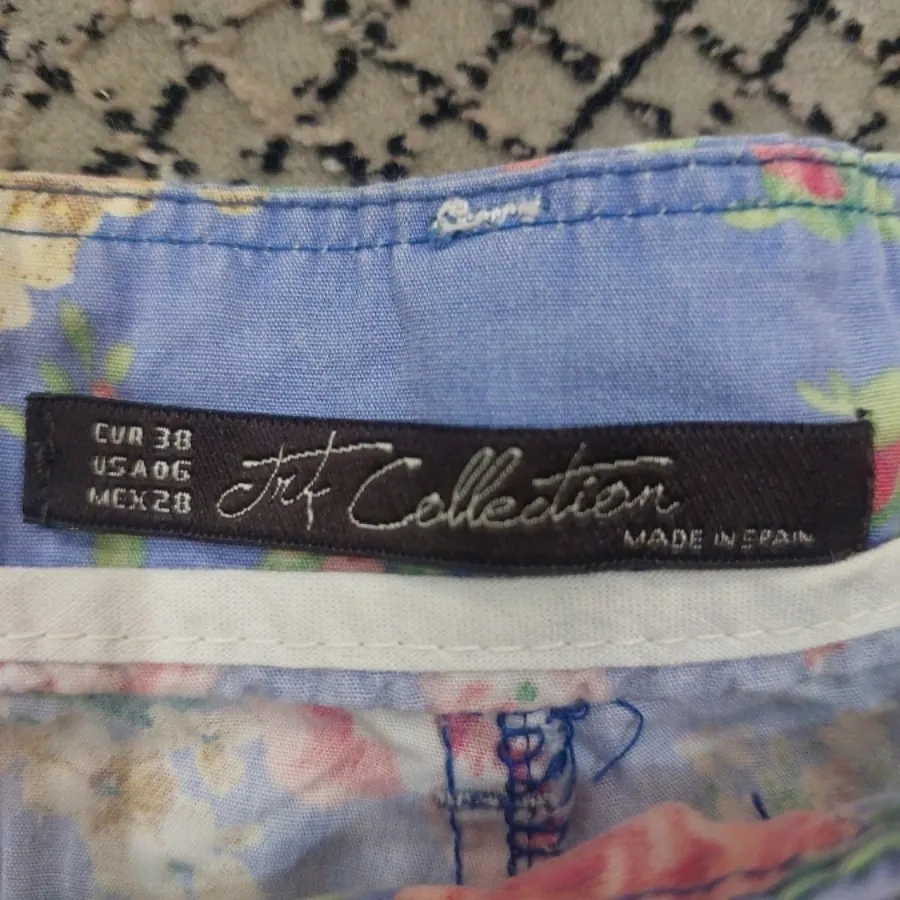 EUR 38
USA 06
MEX 28
Trf Collection
MADE IN SPAIN